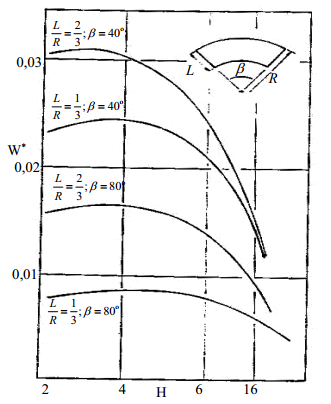 L/R = 2/3; β = 40°
0,03
L β R
L/R = 1/3; β = 40°
W*
0,02
L/R = 2/3; β = 80°
0,01
L/R = 1/3; β = 80°
2 4 H 6 16